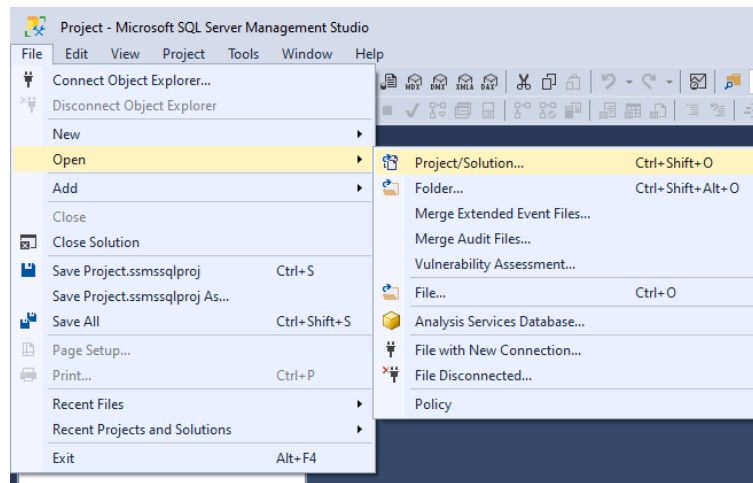 Project - Microsoft SQL Server Management Studio
File Edit View Project Tools Window Help
MDX DMX XMLA DAX
Connect Object Explorer...
Disconnect Object Explorer
New
Open
Add
Close
Close Solution
Save Project.ssmssqlproj Ctrl+S
Save Project.ssmssqlproj As...
Save All Ctrl+Shift+S
Page Setup...
Print... Ctrl+P
Recent Files
Recent Projects and Solutions
Exit Alt+F4
Project/Solution... Ctrl+Shift+O
Folder... Ctrl+Shift+Alt+O
Merge Extended Event Files...
Merge Audit Files...
Vulnerability Assessment...
File... Ctrl+O
Analysis Services Database...
File with New Connection...
File Disconnected...
Policy